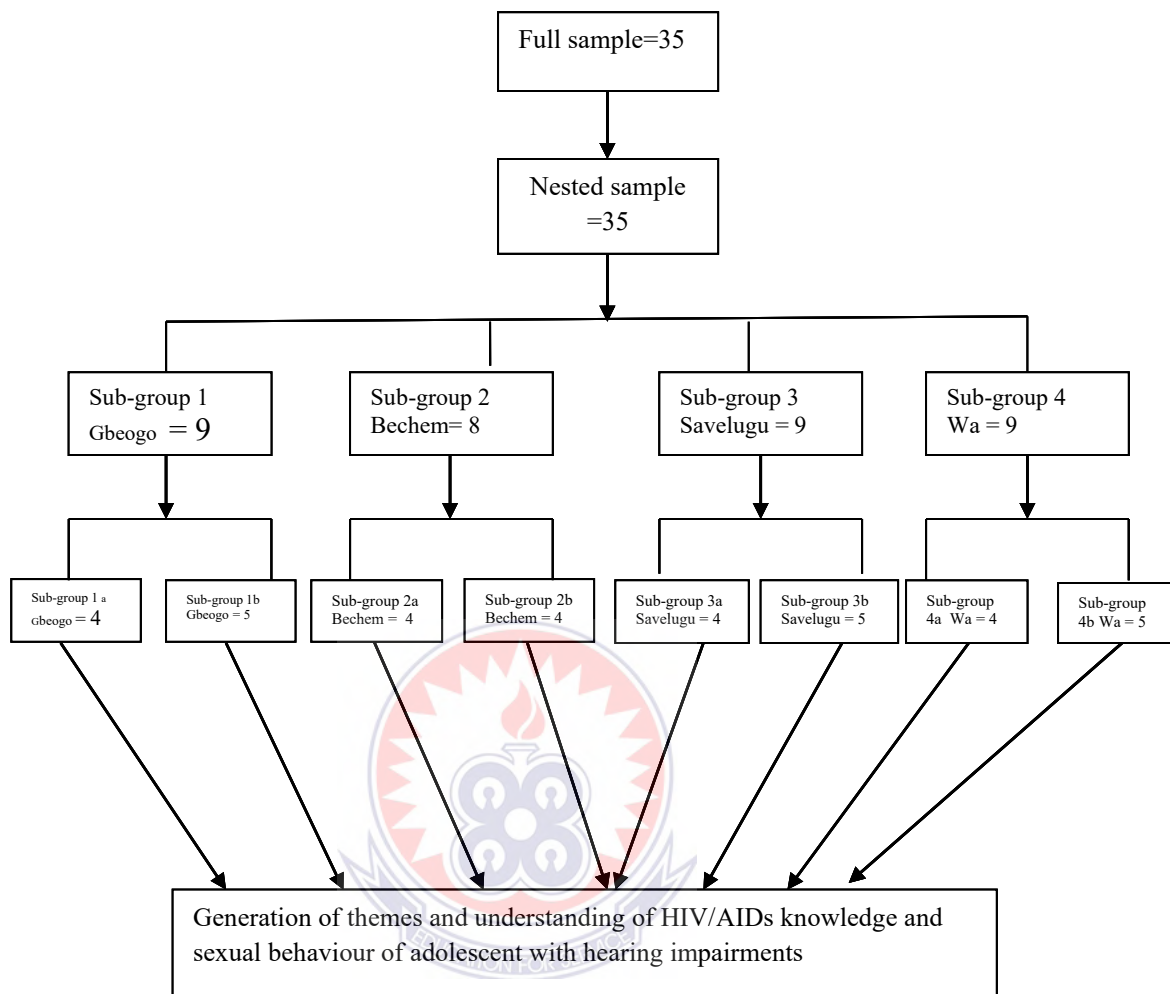 Full sample=35
Nested sample
=35
Sub-group 1
Gbeogo = 9
Sub-group 2
Bechem= 8
Sub-group 3
Savelugu = 9
Sub-group 4
Wa = 9
Sub-group 1 a
Gbeogo = 4
Sub-group 1b
Gbeogo = 5
Sub-group 2a
Bechem = 4
Sub-group 2b
Bechem = 4
Sub-group 3a
Savelugu = 4
Sub-group 3b
Savelugu = 5
Sub-group
4a Wa = 4
Sub-group
4b Wa = 5
Generation of themes and understanding of HIV/AIDs knowledge and
sexual behaviour of adolescent with hearing impairments
EDUCATION FOR SERVICE